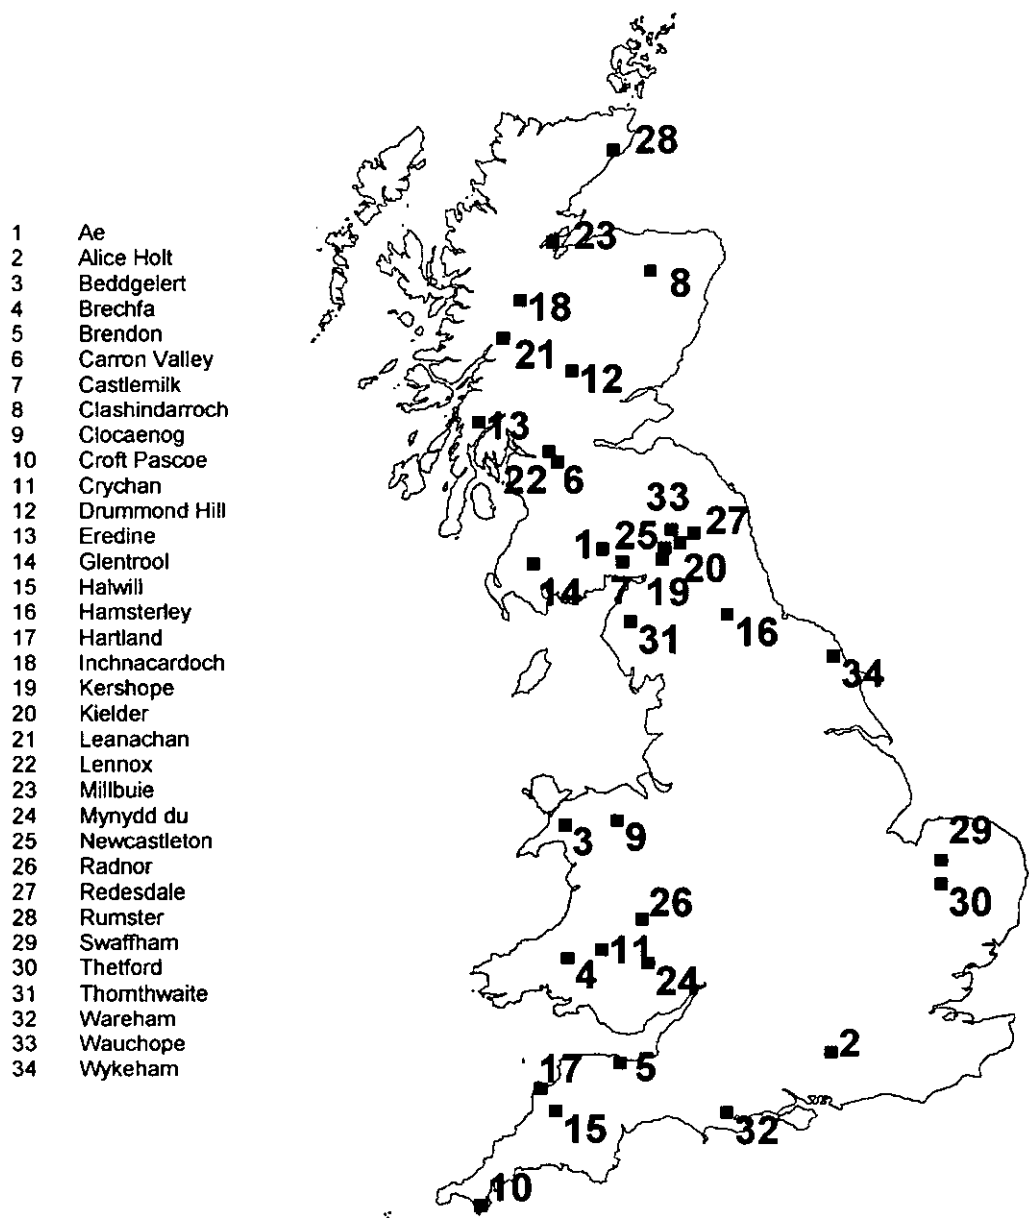 1 Ae
2 Alice Holt
3 Beddgelert
4 Brechfa
5 Brendon
6 Carron Valley
7 Castlemilk
8 Clashindarroch
9 Clocaenog
10 Croft Pascoe
11 Crychan
12 Drummond Hill
13 Eredine
14 Glentrool
15 Halwill
16 Hamsterley
17 Hartland
18 Inchnacardoch
19 Kershope
20 Kielder
21 Leanachan
22 Lennox
23 Millbuie
24 Mynydd du
25 Newcastleton
26 Radnor
27 Redesdale
28 Rumster
29 Swaffham
30 Thetford
31 Thornthwaite
32 Wareham
33 Wauchope
34 Wykeham
28
23
8
18
21
12
13
22 6
33
27
1 25
20
14 7 19
31 16
34
3 9
29
30
26
11
4 24
2
17 5
15 32
10